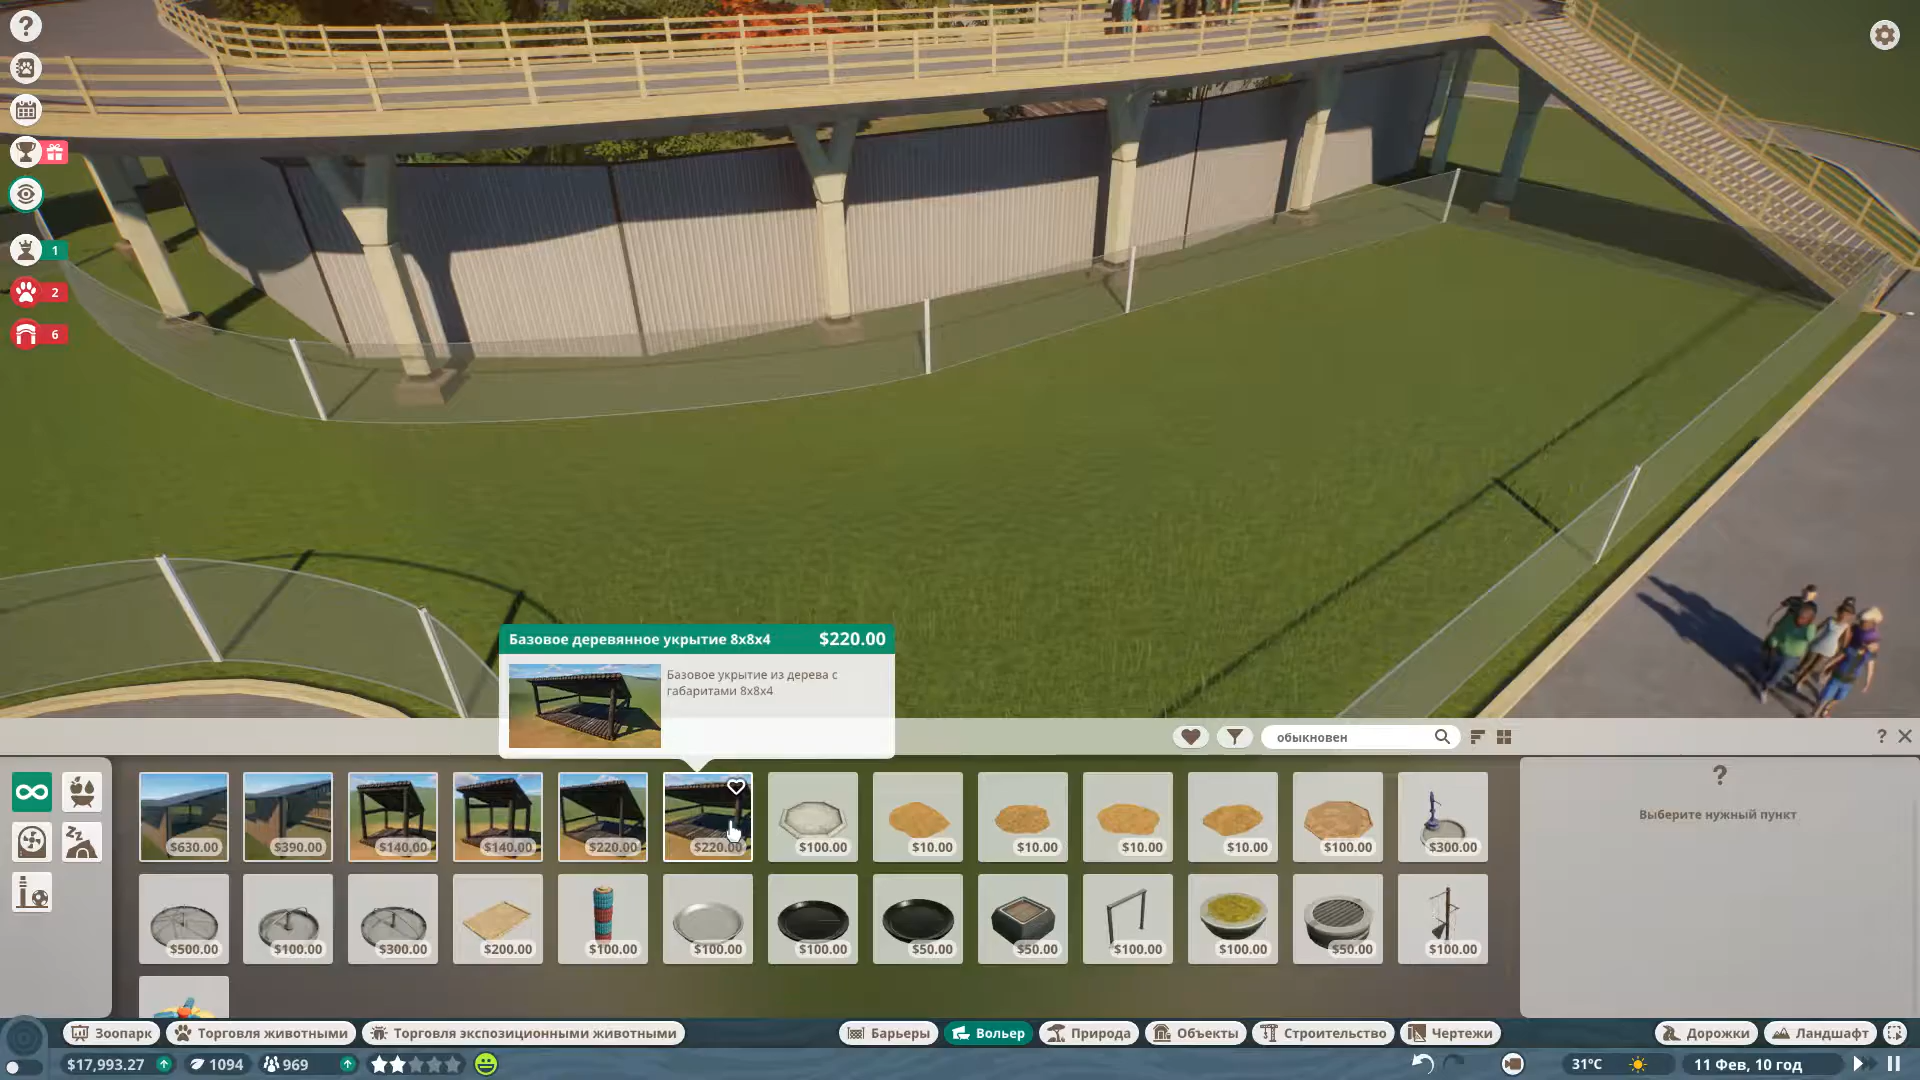 ?
1
2
6
Базовое деревянное укрытие 8x8x4 $220.00
Базовое укрытие из дерева с
габаритами 8x8x4
обыкновен
?
$630.00 $390.00 $140.00 $140.00 $220.00 $220.00 $100.00 $10.00 $10.00 $10.00 $10.00 $100.00 $300.00
$500.00 $100.00 $300.00 $200.00 $100.00 $100.00 $100.00 $50.00 $50.00 $100.00 $100.00 $50.00 $100.00
?
Выберите нужный пункт
Зоопарк Торговля животными Торговля экспозиционными животными Барьеры Вольер Природа Объекты Строительство Чертежи Дорожки Ландшафт
$17,993.27 1094 969 31°C 11 Фев, 10 год